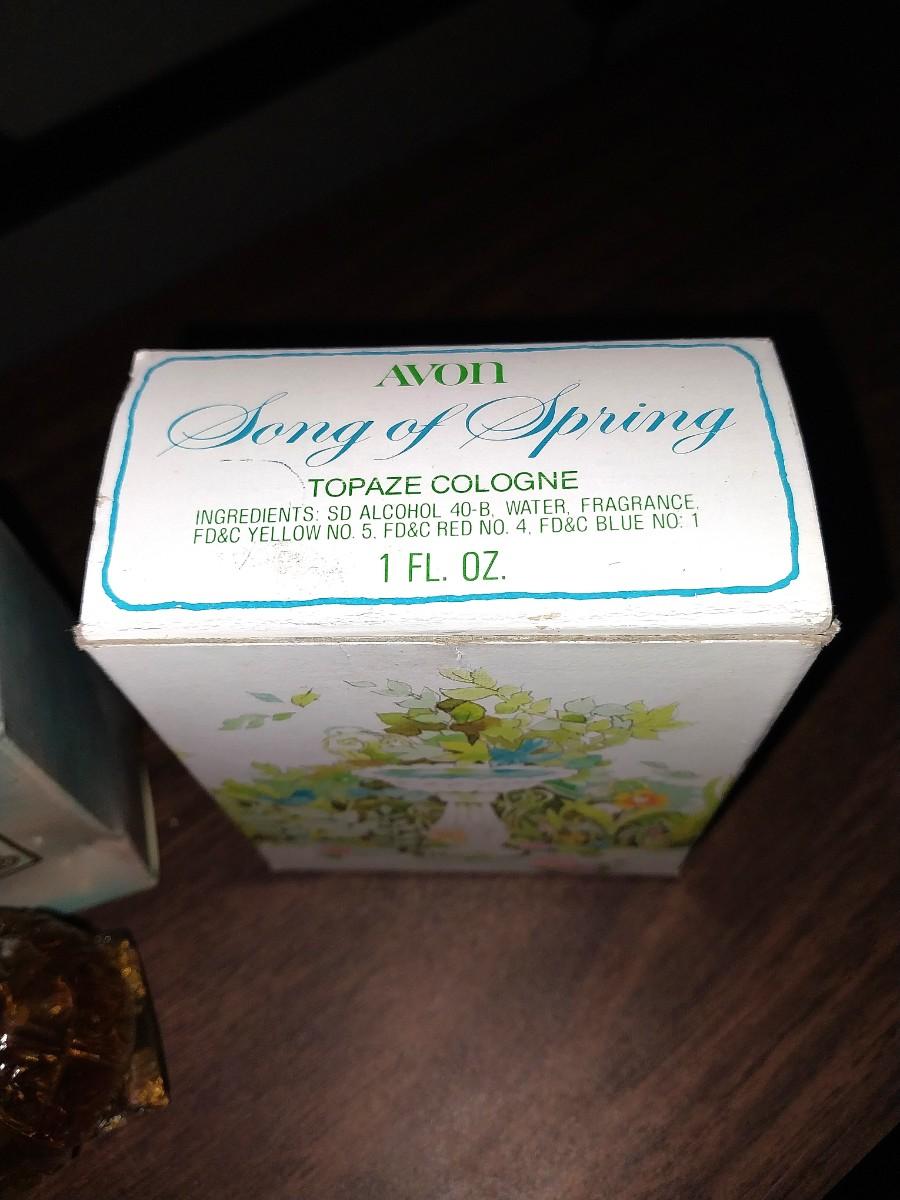 AVON
Song of Spring
TOPAZE COLOGNE
INGREDIENTS: SD ALCOHOL 40-B, WATER, FRAGRANCE,
FD&C YELLOW NO. 5, FD&C RED NO. 4, FD&C BLUE NO: 1
1 FL. OZ.